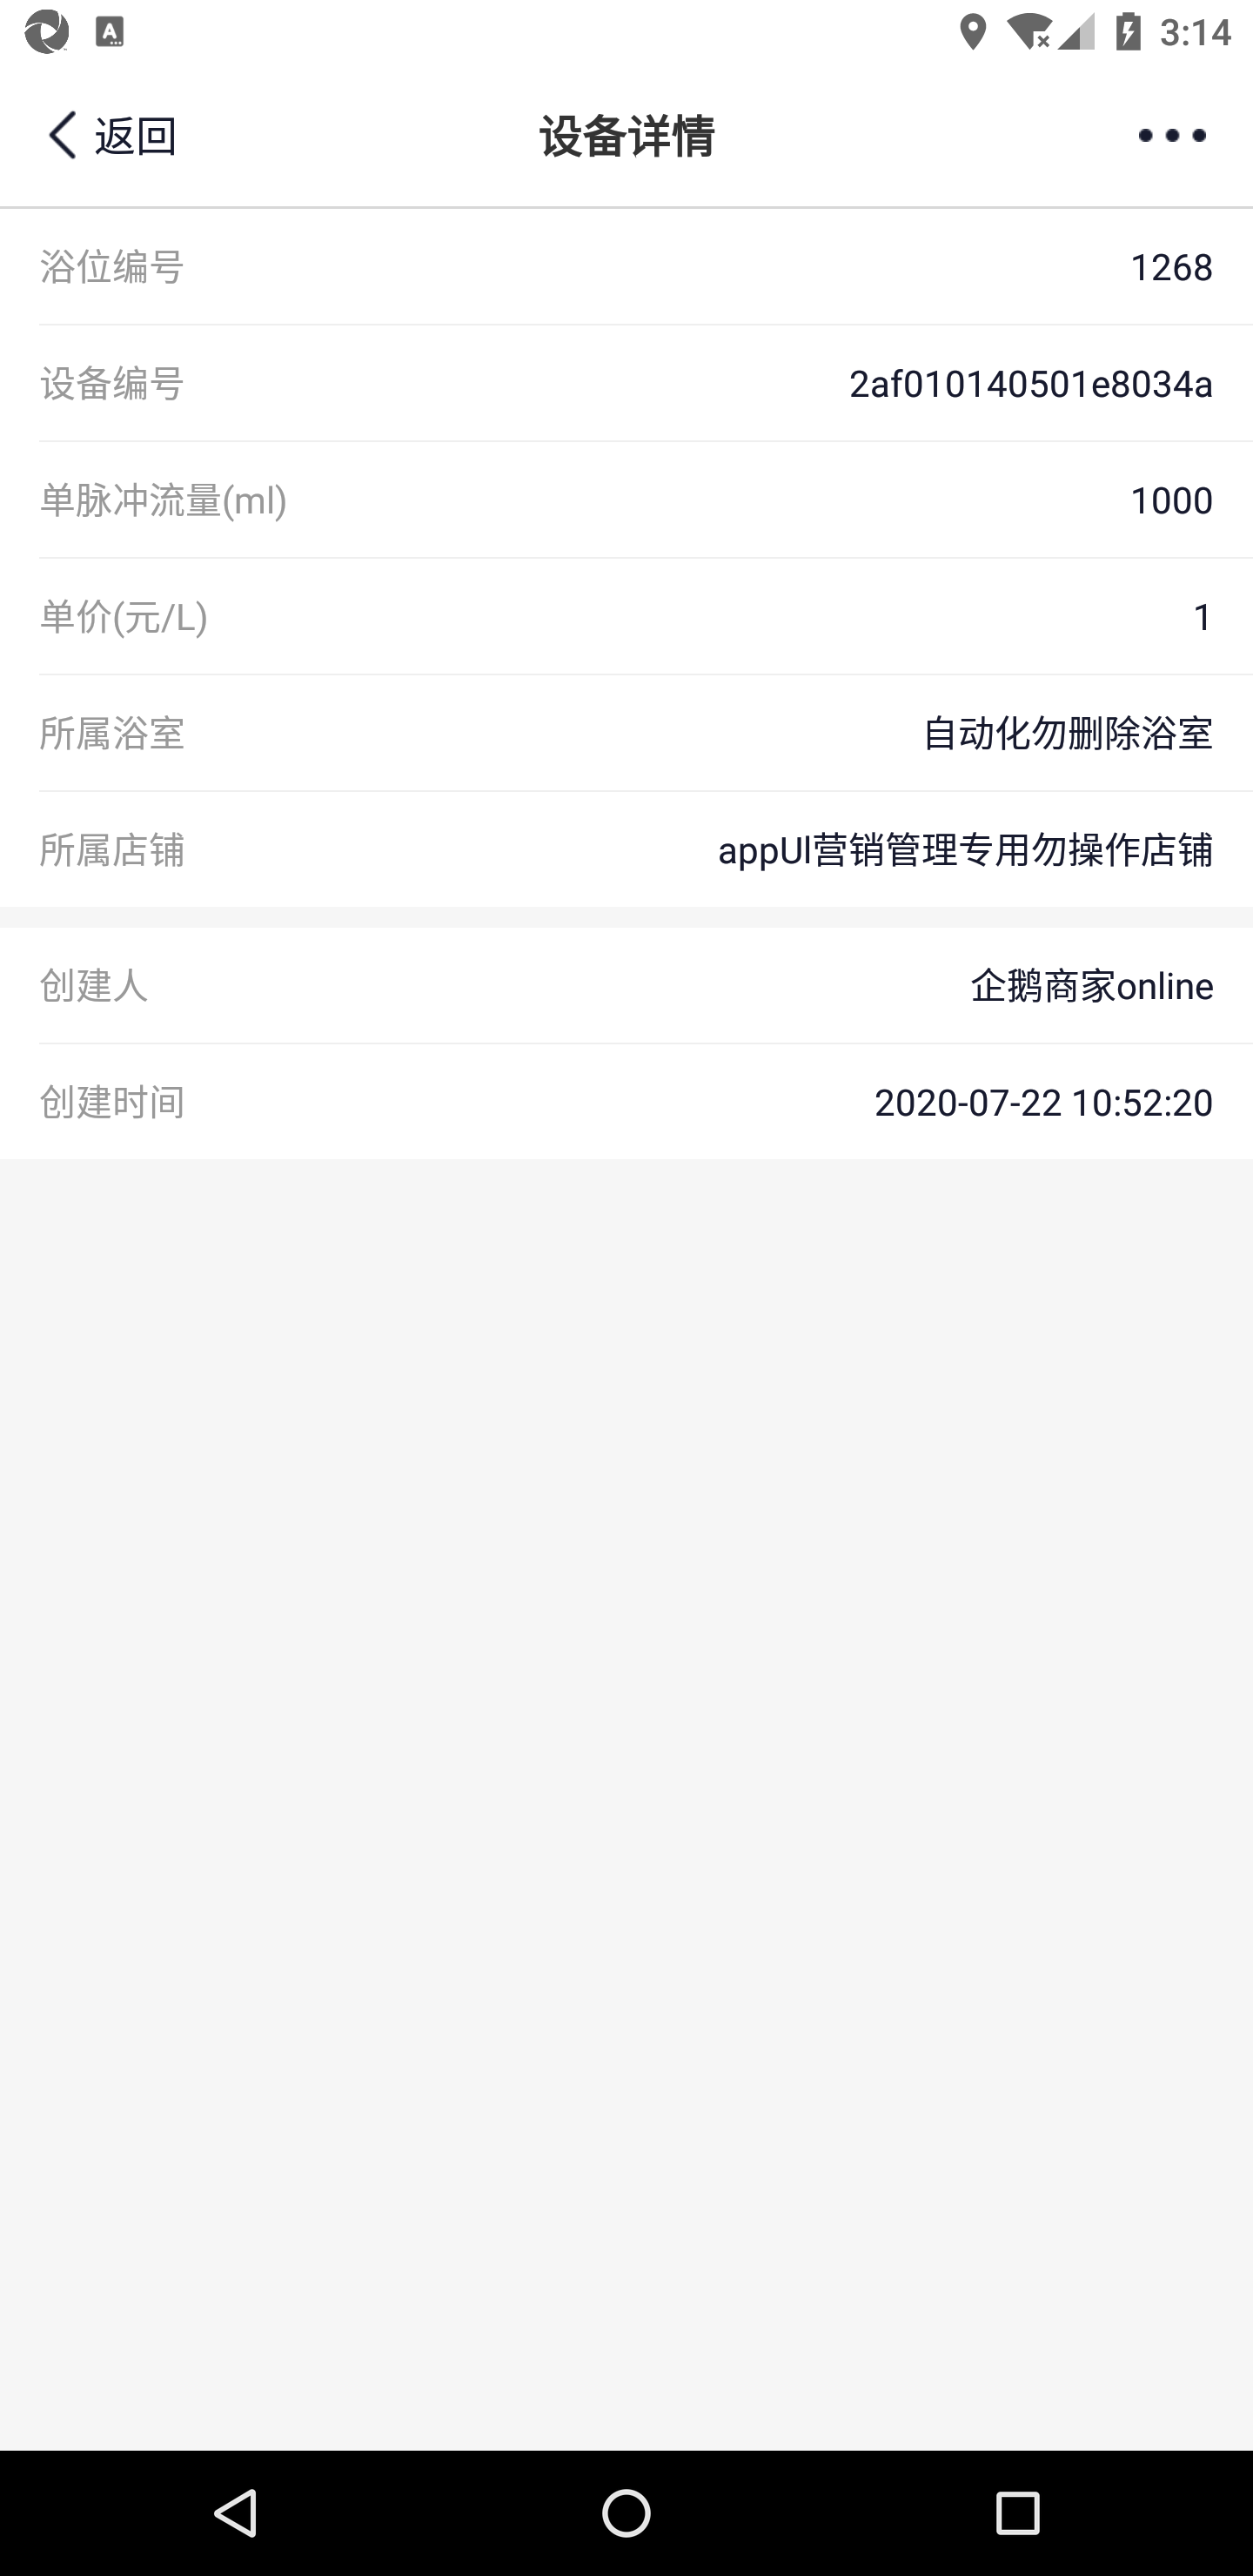 3:14
返回
设备详情
浴位编号 1268
设备编号 2af010140501e8034a
单脉冲流量(ml) 1000
单价(元/L) 1
所属浴室 自动化勿删除浴室
所属店铺 appUI营销管理专用勿操作店铺
创建人 企鹅商家online
创建时间 2020-07-22 10:52:20